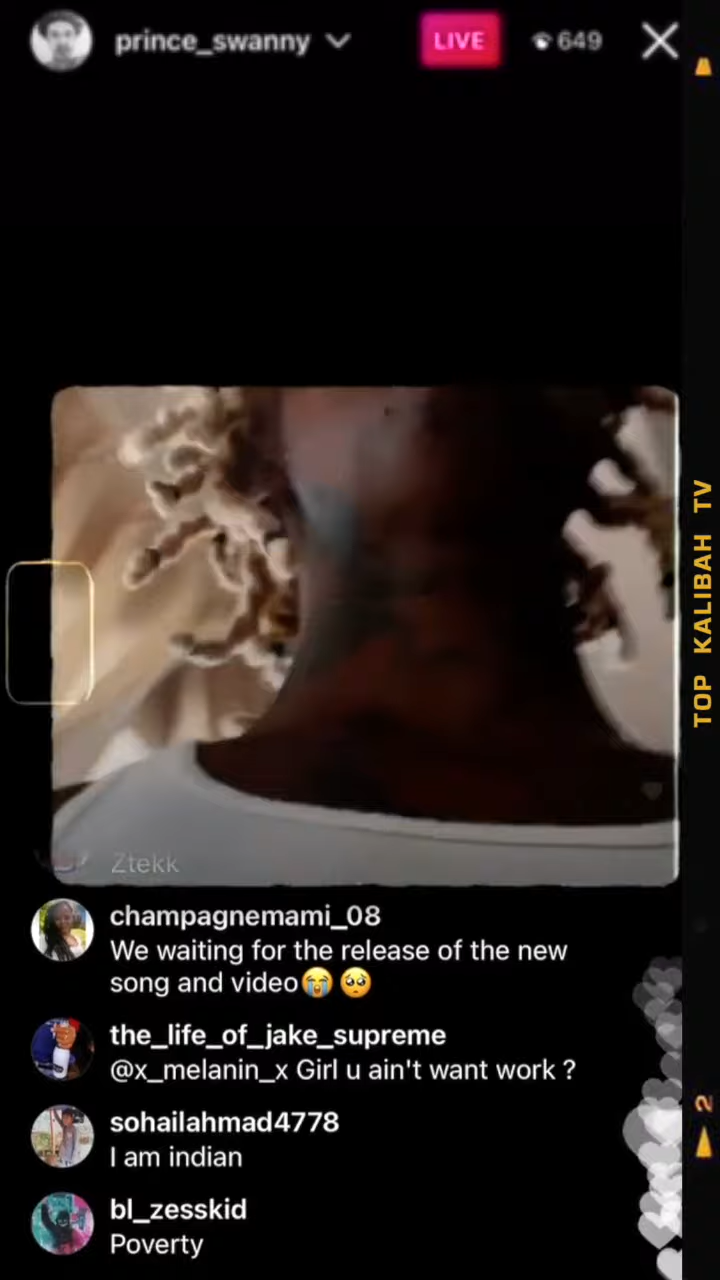 prince_swanny
LIVE
649
TOP KALIBAH TV
Ztekk
champagnemami_08
We waiting for the release of the new
song and video😭🥺
the_life_of_jake_supreme
@x_melanin_x Girl u ain't want work ?
sohailahmad4778
I am indian
2
bl_zesskid
Poverty